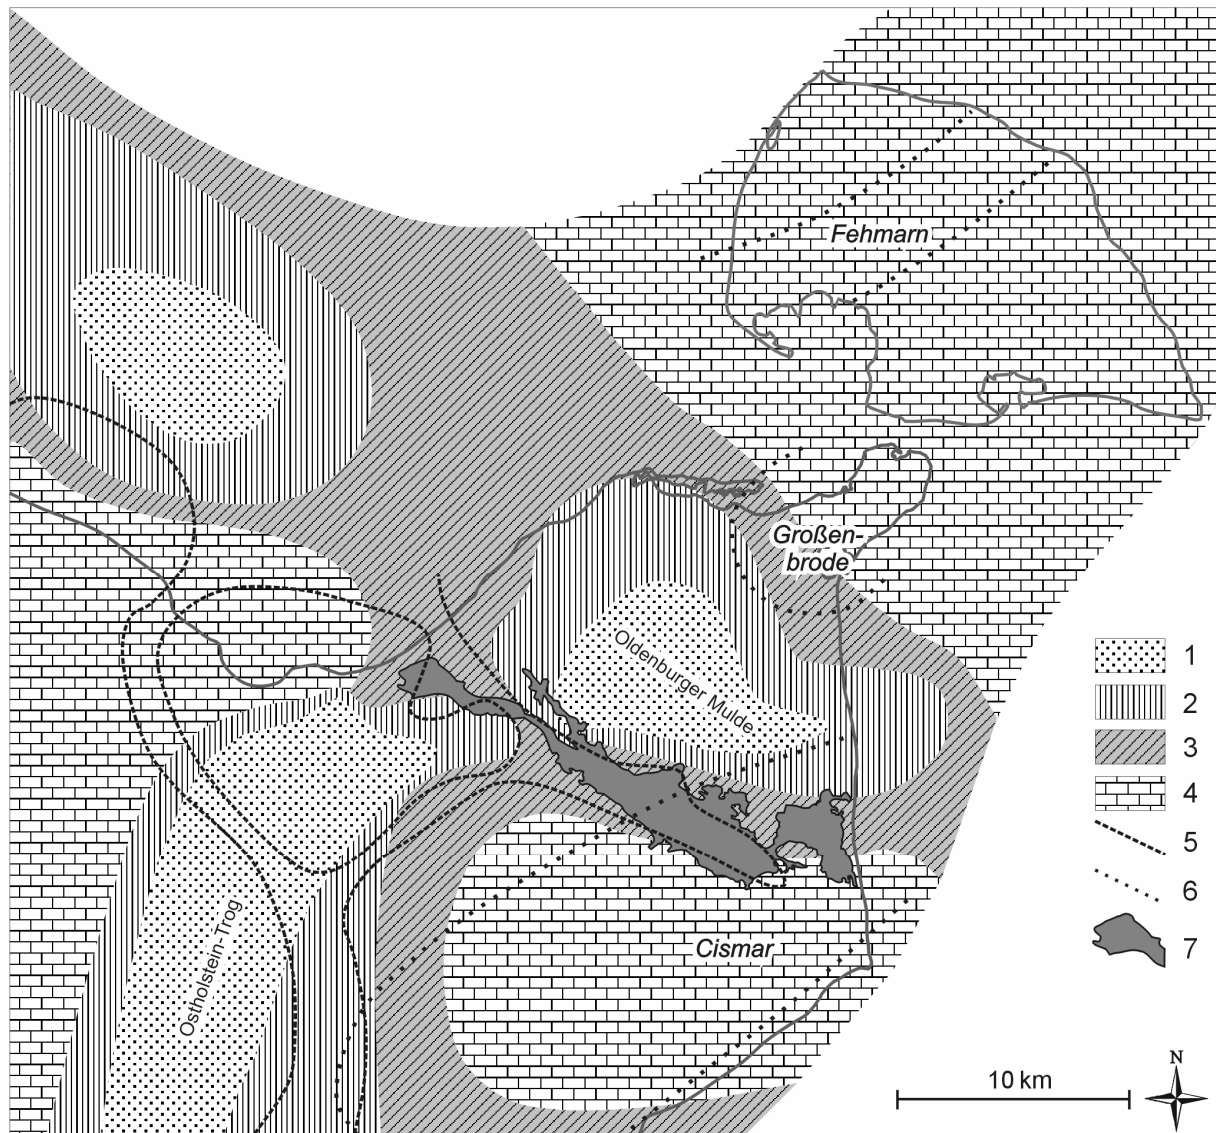 Fehmarn
Großen-
brode
Oldenburger Mulde
Ostholstein-Trog
Cismar
1
2
3
4
5
6
7
10 km
N